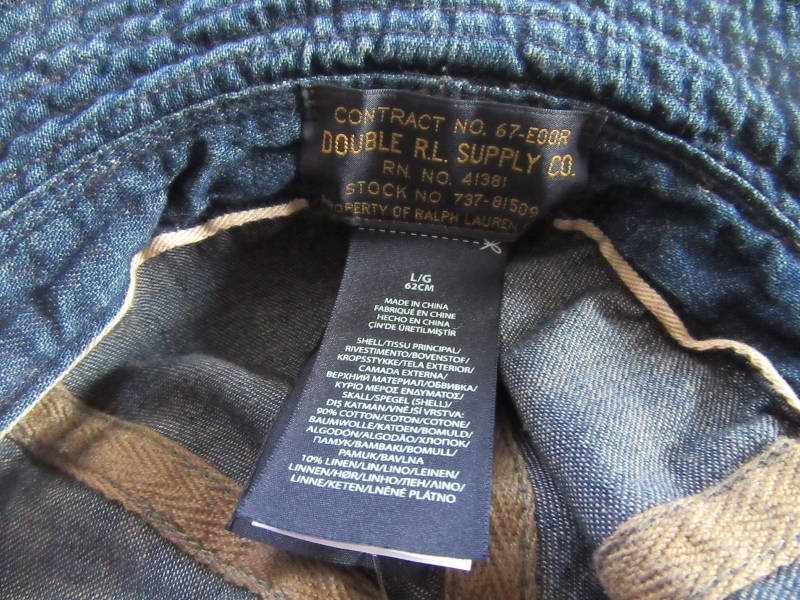 CONTRACT NO. 67-E00R
DOUBLE R.L. SUPPLY CO.
RN. NO. 41381
STOCK NO. 737-81509
PROPERTY OF RALPH LAUREN
L/G
62CM
MADE IN CHINA
FABRIQUÉ EN CHINE
HECHO EN CHINA
ÇİN'DE ÜRETİLMİŞTİR
SHELL/TISSU PRINCIPAL/
RIVESTIMENTO/BOVENSTOF/
KROPSSTYKKE/TELA EXTERIOR/
CAMADA EXTERNA/
ВЕРХНИЙ МАТЕРИАЛ/ОБВИВКА/
ΚΥΡΙΟ ΜΕΡΟΣ ΕΝΔΥΜΑΤΟΣ/
SKALL/SPEGEL (SHELL)/
DIŞ KATMAN/VNĚJŠÍ VRSTVA:
90% COTTON/COTON/COTONE/
BAUMWOLLE/KATOEN/BOMULD/
ALGODÓN/ALGODÃO/ХЛОПОК/
ПАМУК/ΒΑΜΒΑΚΙ/BOMULL/
PAMUK/BAVLNA
10% LINEN/LIN/LINO/LEINEN/
LINNEN/HØR/LINHO/ЛЕН/ΛΙΝΟ/
LINNE/KETEN/LNĚNÉ PLÁTNO